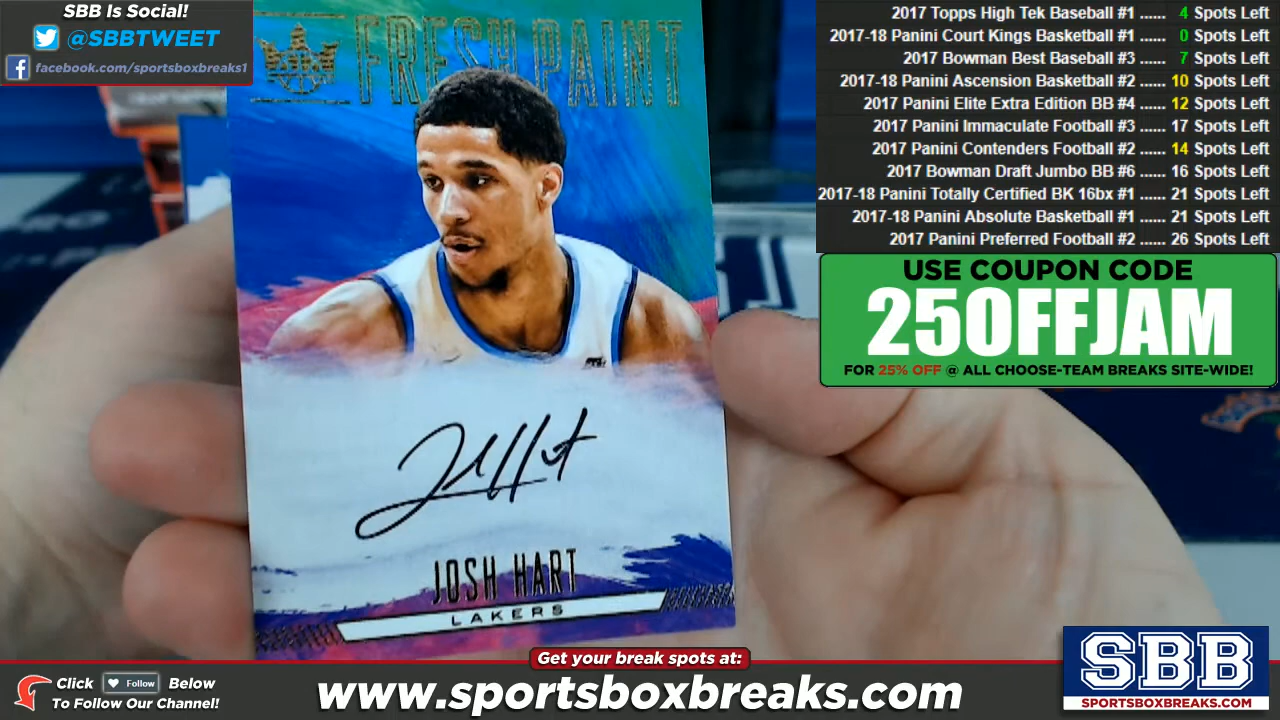 SBB Is Social!
@SBBTWEET
facebook.com/sportsboxbreaks1
FRESH PAINT
JOSH HART
LAKERS
2017 Topps High Tek Baseball #1 ...... 4 Spots Left
2017-18 Panini Court Kings Basketball #1 ...... 0 Spots Left
2017 Bowman Best Baseball #3 ...... 7 Spots Left
2017-18 Panini Ascension Basketball #2 ...... 10 Spots Left
2017 Panini Elite Extra Edition BB #4 ...... 12 Spots Left
2017 Panini Immaculate Football #3 ...... 17 Spots Left
2017 Panini Contenders Football #2 ...... 14 Spots Left
2017 Bowman Draft Jumbo BB #6 ...... 16 Spots Left
2017-18 Panini Totally Certified BK 16bx #1 ...... 21 Spots Left
2017-18 Panini Absolute Basketball #1 ...... 21 Spots Left
2017 Panini Preferred Football #2 ...... 26 Spots Left
USE COUPON CODE
25OFFJAM
FOR 25% OFF @ ALL CHOOSE-TEAM BREAKS SITE-WIDE!
Get your break spots at:
Click Follow Below
To Follow Our Channel!
www.sportsboxbreaks.com
SBB
SPORTSBOXBREAKS.COM